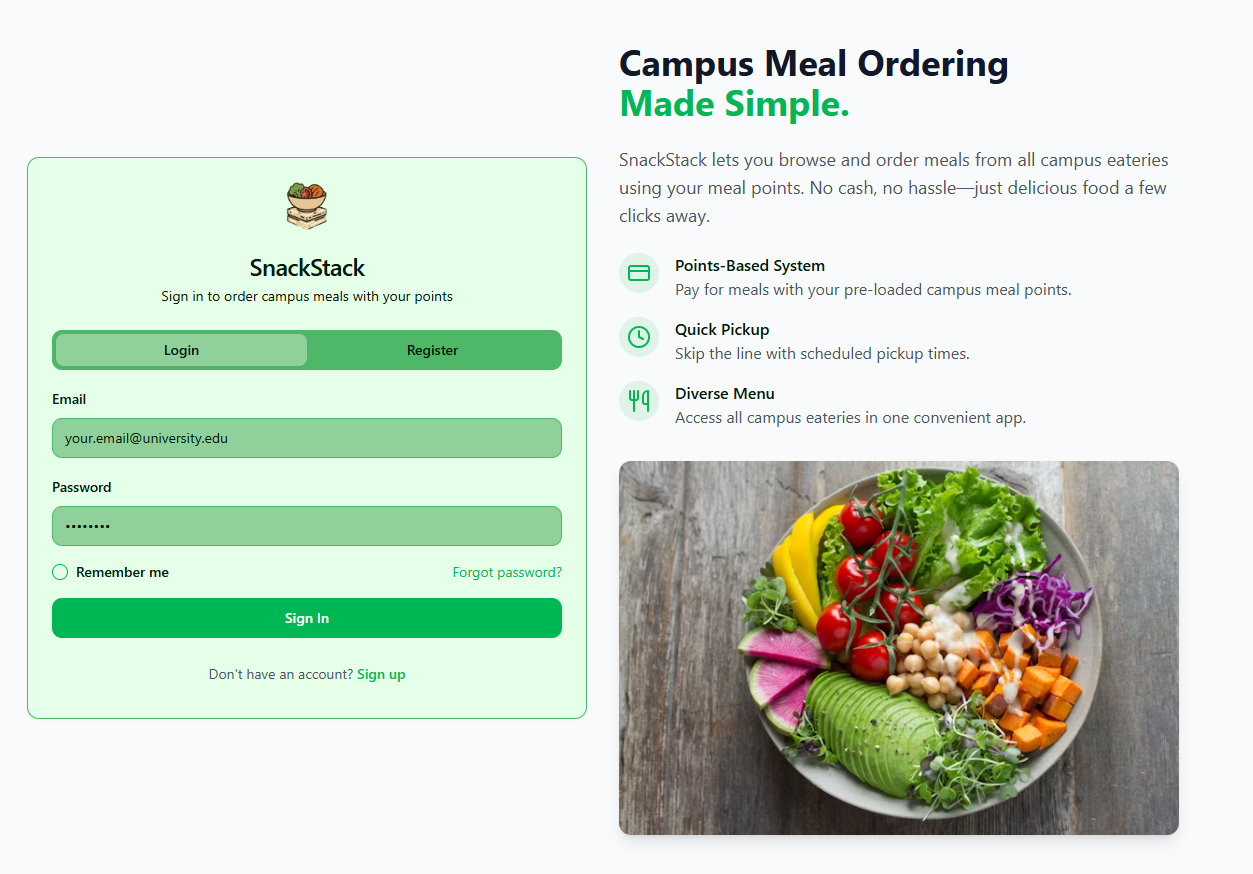 SnackStack
Sign in to order campus meals with your points
Login
Register
Email
your.email@university.edu
Password
••••••••
Remember me
Forgot password?
Sign In
Don't have an account? Sign up
Campus Meal Ordering
Made Simple.
SnackStack lets you browse and order meals from all campus eateries
using your meal points. No cash, no hassle—just delicious food a few
clicks away.
Points-Based System
Pay for meals with your pre-loaded campus meal points.
Quick Pickup
Skip the line with scheduled pickup times.
Diverse Menu
Access all campus eateries in one convenient app.